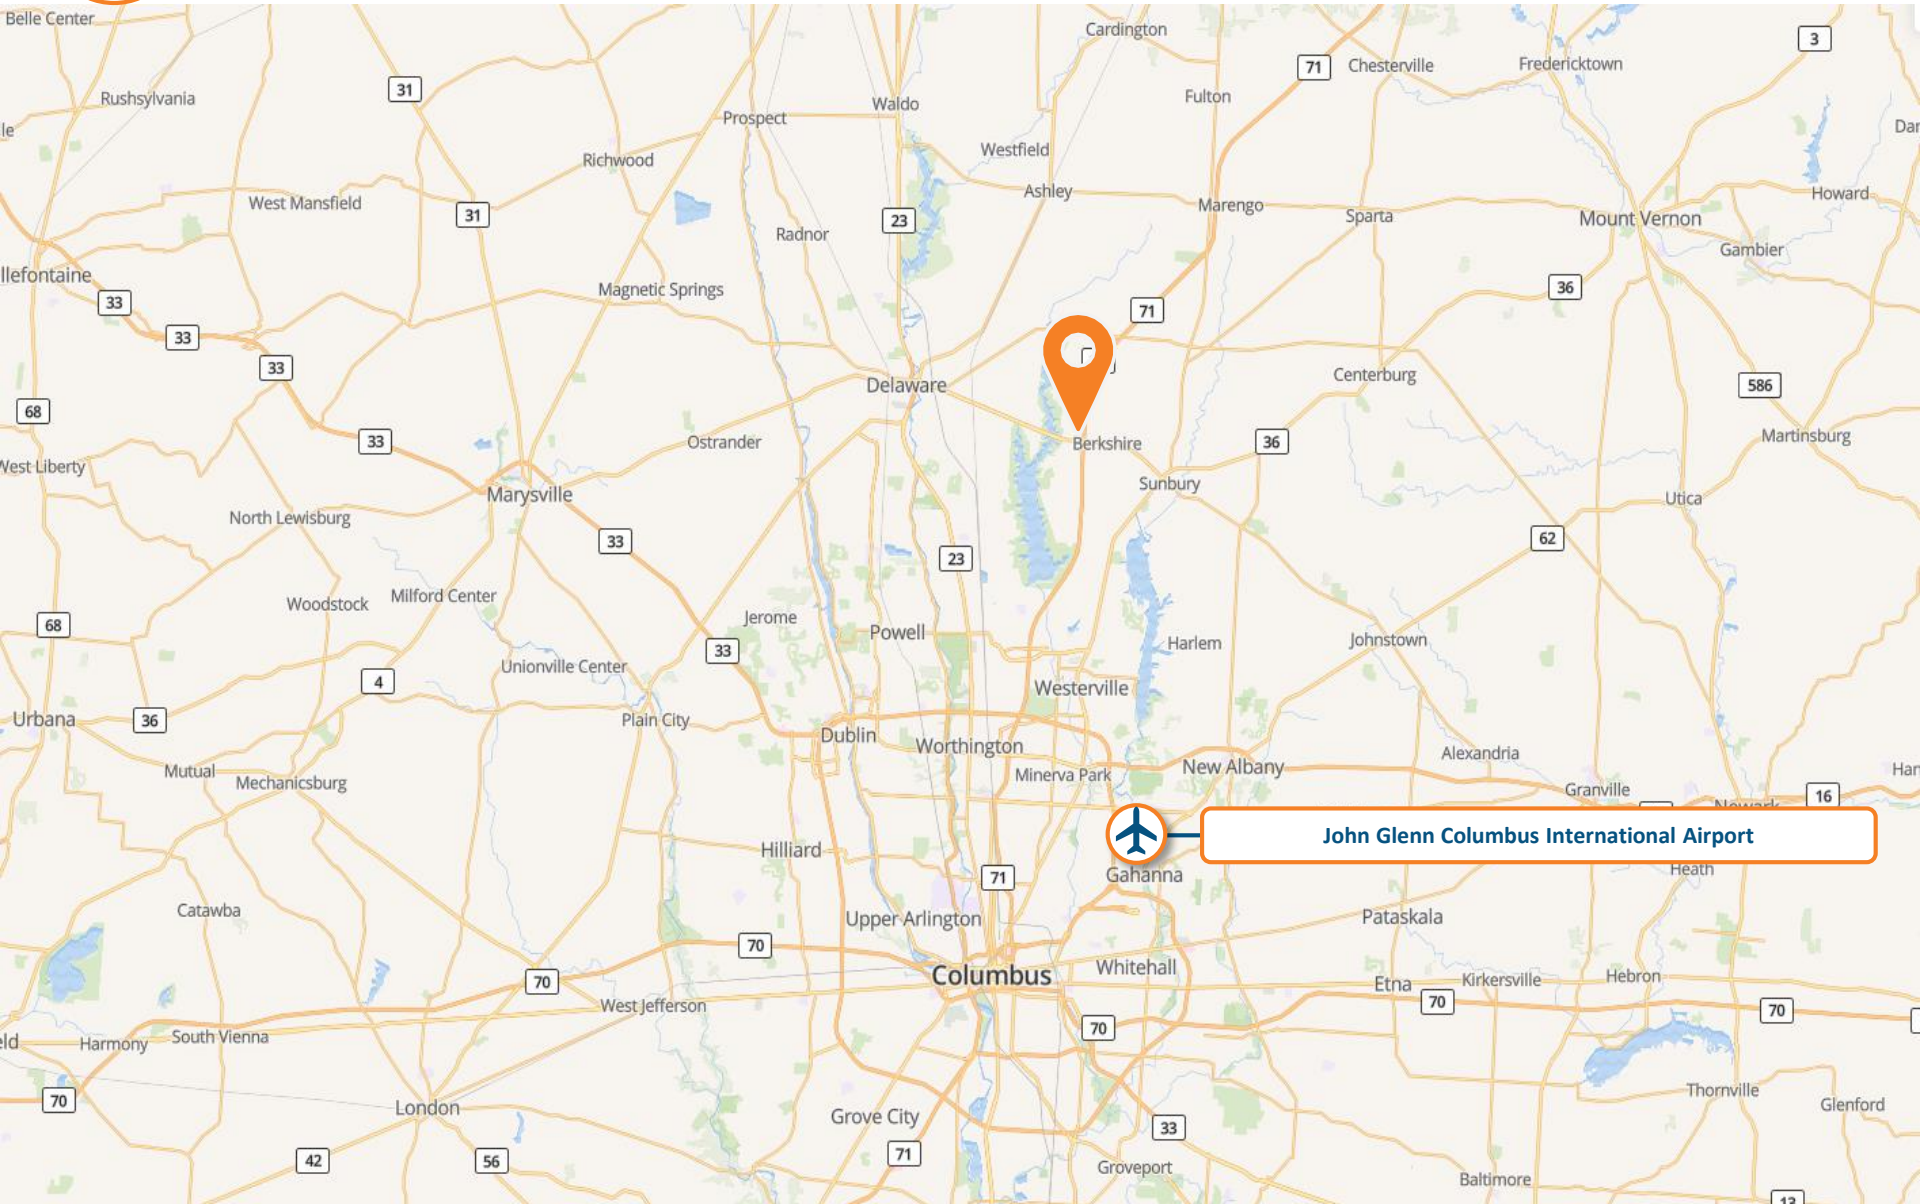 Belle Center
Cardington
3
71
Chesterville
Fredericktown
31
Rushsylvania
Fulton
Waldo
Prospect
Westfield
Richwood
Ashley
Howard
West Mansfield
31
23
Marengo
Sparta
Mount Vernon
Radnor
Gambier
llefontaine
Magnetic Springs
36
33
71
33
33
Delaware
Centerburg
586
68
Martinsburg
33
Ostrander
Berkshire
36
West Liberty
Sunbury
Marysville
Utica
North Lewisburg
33
62
23
Woodstock
Milford Center
68
Jerome
Powell
Harlem
Johnstown
33
Unionville Center
4
Westerville
Urbana
36
Plain City
Dublin
Worthington
Alexandria
Mutual
Mechanicsburg
Minerva Park
New Albany
Granville
16
Newark
John Glenn Columbus International Airport
Hilliard
71
Gahanna
Heath
Catawba
Upper Arlington
Pataskala
70
Columbus
Whitehall
70
Etna
Kirkersville
Hebron
West Jefferson
70
70
Harmony
South Vienna
70
70
London
Grove City
Thornville
Glenford
33
42
56
71
Groveport
Baltimore
13